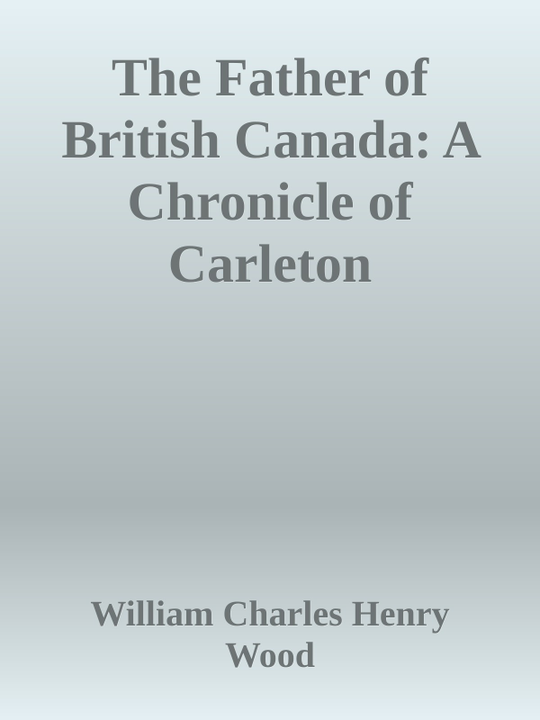 The Father of
British Canada: A
Chronicle of
Carleton
William Charles Henry
Wood